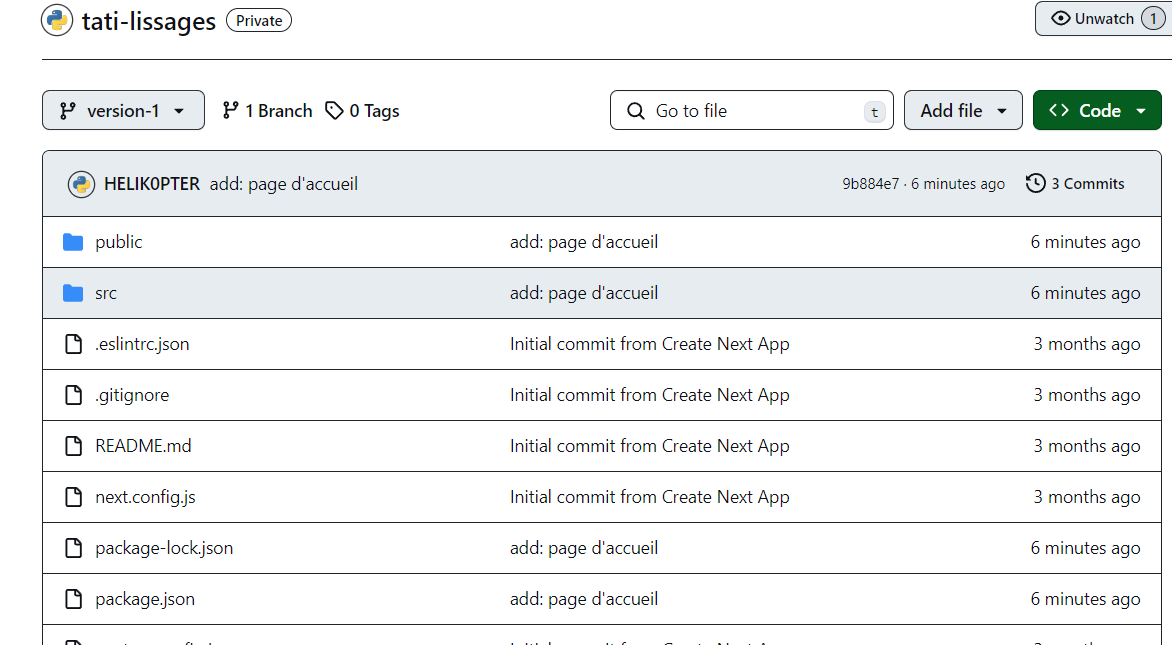 tati-lissages Private Unwatch 1
version-1 1 Branch 0 Tags Go to file t Add file Code
HELIK0PTER add: page d'accueil 9b884e7 · 6 minutes ago 3 Commits
public add: page d'accueil 6 minutes ago
src add: page d'accueil 6 minutes ago
.eslintrc.json Initial commit from Create Next App 3 months ago
.gitignore Initial commit from Create Next App 3 months ago
README.md Initial commit from Create Next App 3 months ago
next.config.js Initial commit from Create Next App 3 months ago
package-lock.json add: page d'accueil 6 minutes ago
package.json add: page d'accueil 6 minutes ago